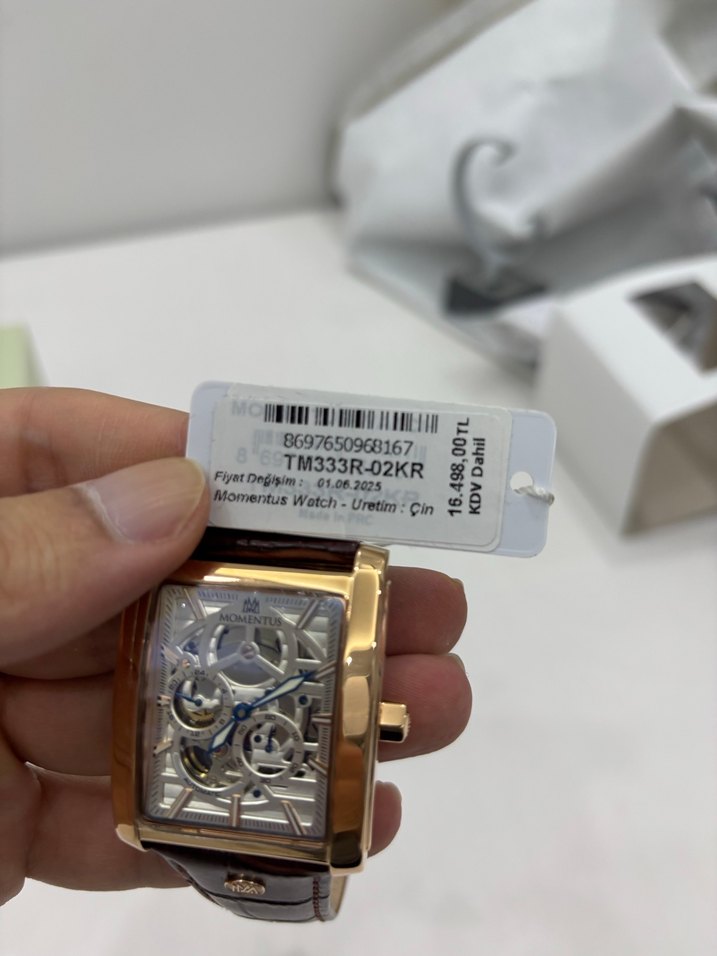 8697650968167
TM333R-02KR
Fiyat Değişim : 01.06.2025
Momentus Watch - Üretim : Çin
16.498,00TL
KDV Dahil
Made in PRC
MOMENTUS